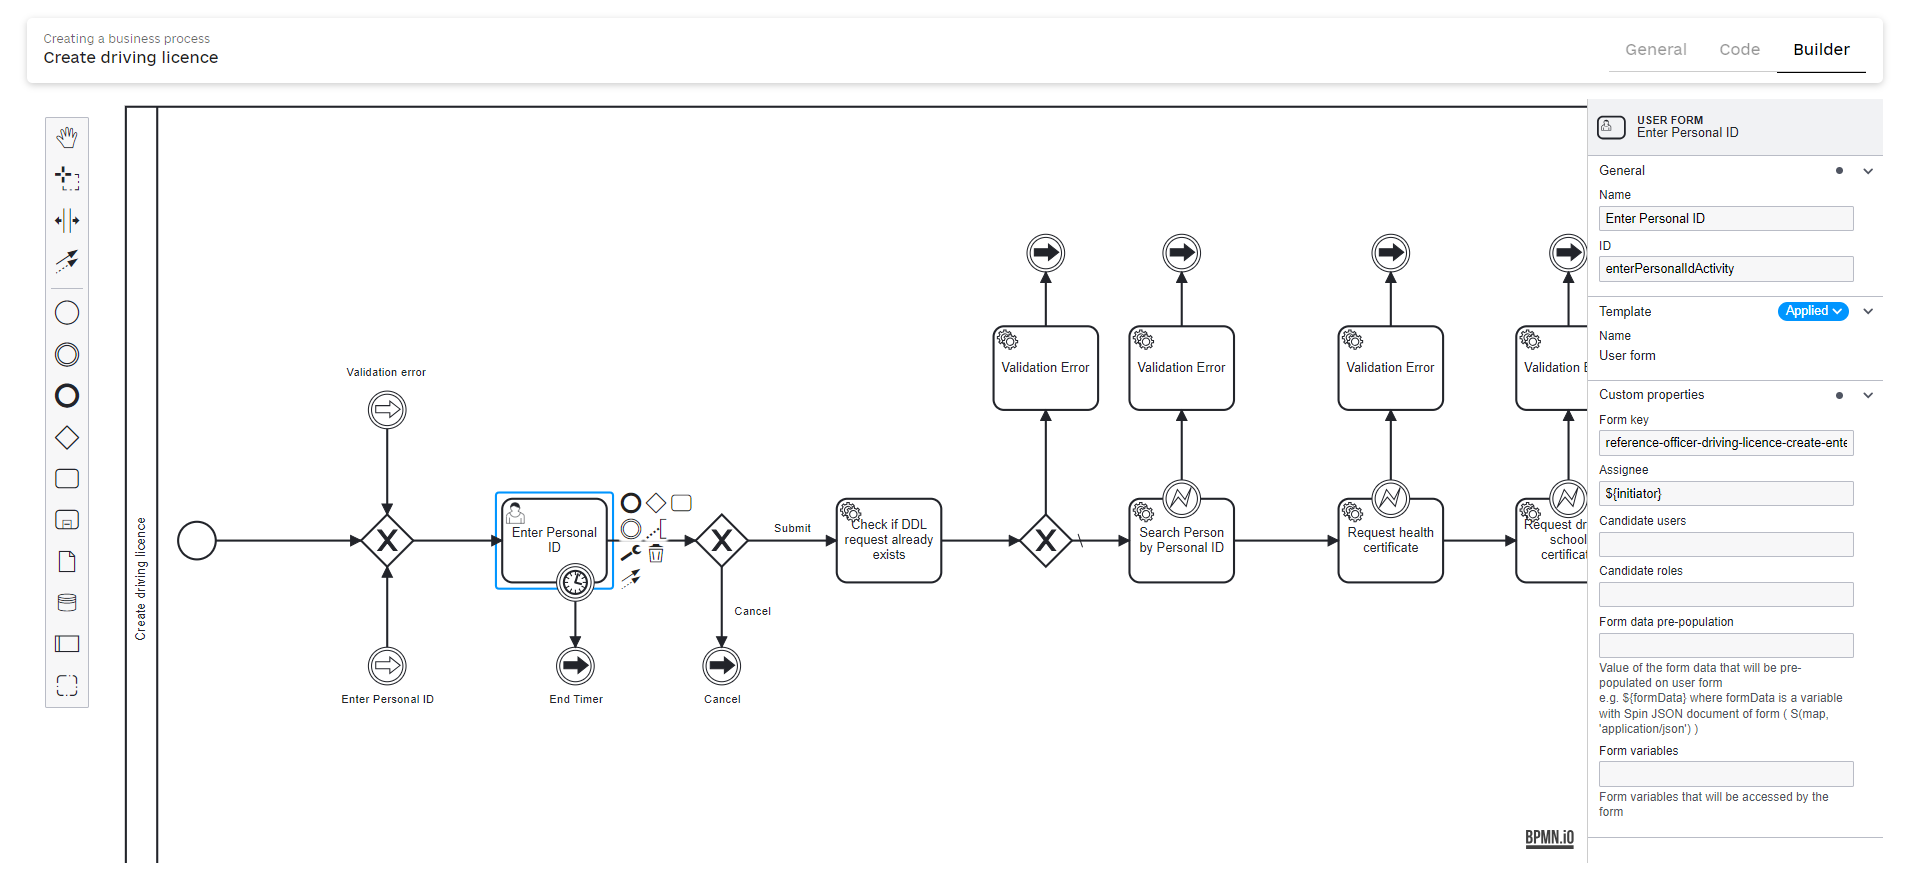 Creating a business process
Create driving licence
General
Code
Builder
Create driving licence
Validation error
Enter Personal ID
Enter Personal
ID
End Timer
Submit
Cancel
Cancel
Check if DDL
request already
exists
Validation Error
Validation Error
Validation Error
Validation E
Search Person
by Personal ID
Request health
certificate
Request dr
school
certificat
BPMN.iO
USER FORM
Enter Personal ID
General
Name
Enter Personal ID
ID
enterPersonalIdActivity
Template
Applied
Name
User form
Custom properties
Form key
reference-officer-driving-licence-create-ente
Assignee
${initiator}
Candidate users
Candidate roles
Form data pre-population
Value of the form data that will be pre-
populated on user form
e.g. ${formData} where formData is a variable
with Spin JSON document of form ( S(map,
'application/json') )
Form variables
Form variables that will be accessed by the
form